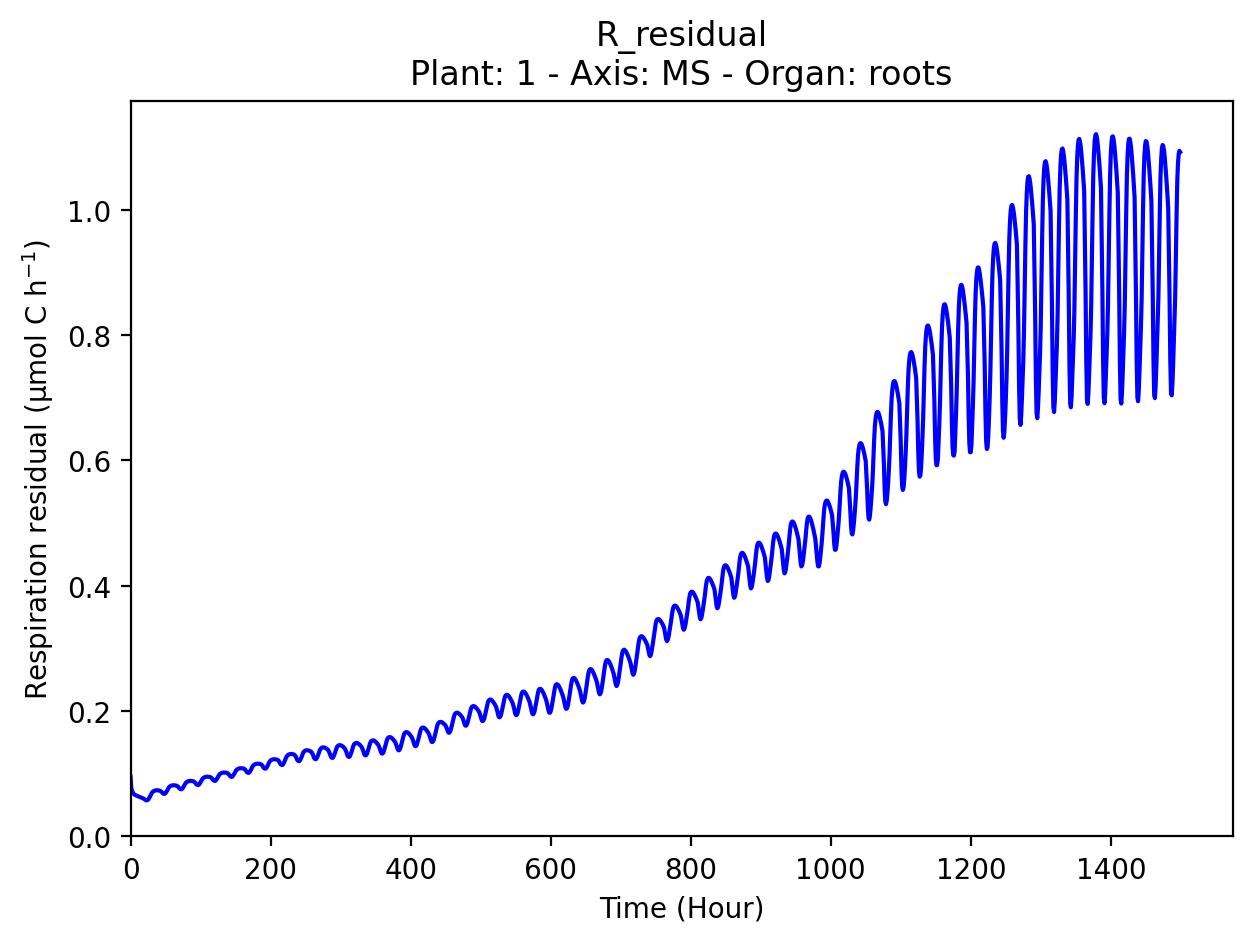 R_residual
Plant: 1 - Axis: MS - Organ: roots
Respiration residual (µmol C h⁻¹)
1.0
0.8
0.6
0.4
0.2
0.0
0 200 400 600 800 1000 1200 1400
Time (Hour)